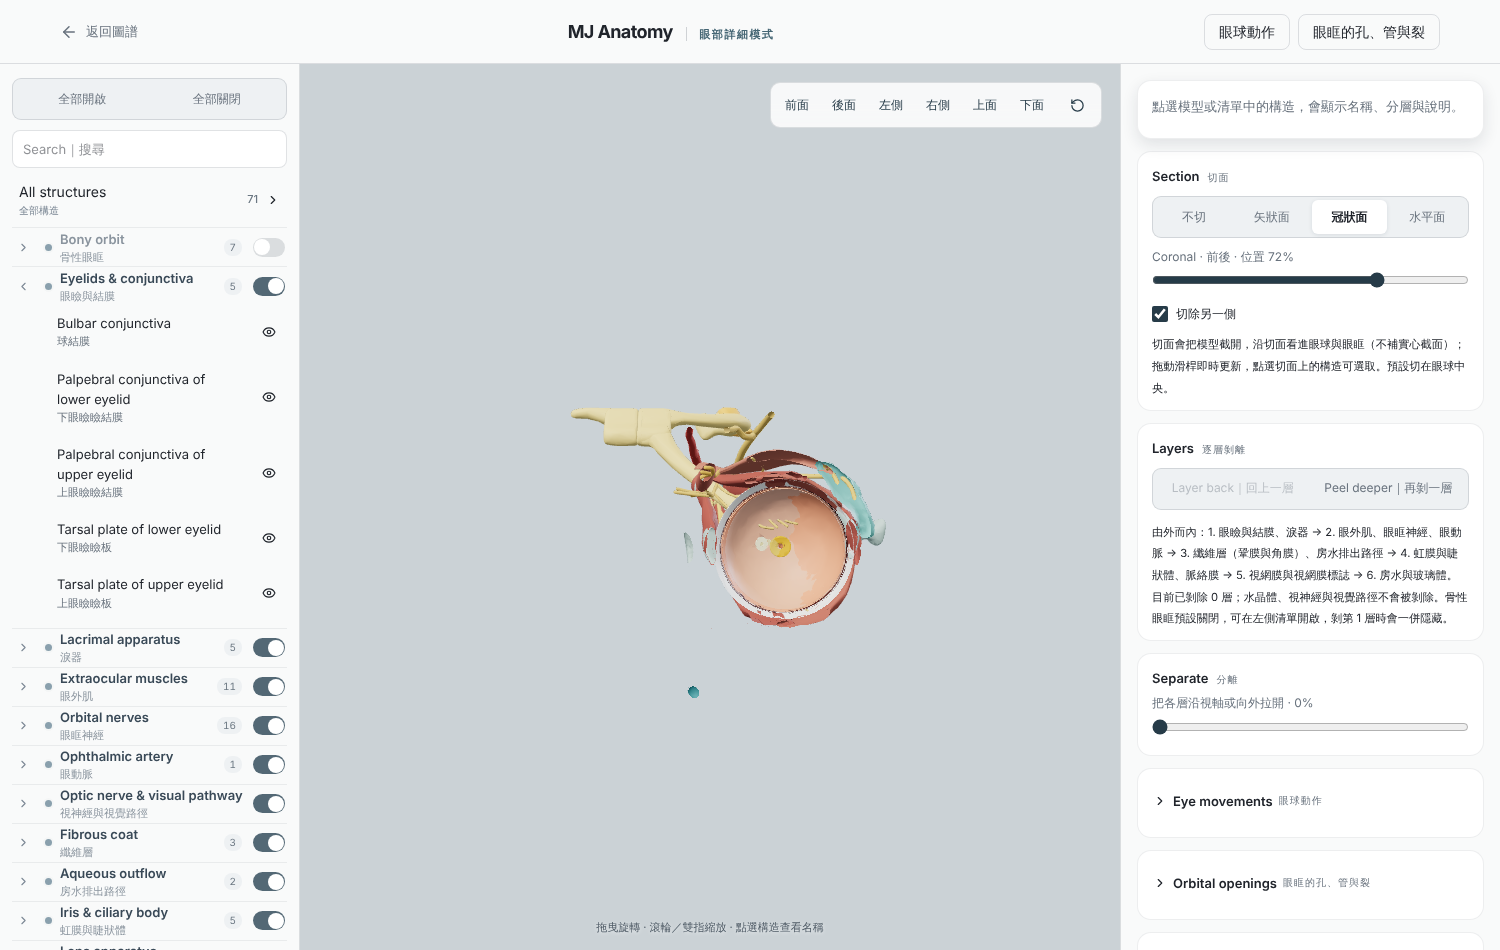 返回圖譜
MJ Anatomy
眼部詳細模式
眼球動作
眼眶的孔、管與裂
全部開啟
全部關閉
Search｜搜尋
All structures
全部構造
71
Bony orbit
骨性眼眶
7
Eyelids & conjunctiva
眼瞼與結膜
5
Bulbar conjunctiva
球結膜
Palpebral conjunctiva of
lower eyelid
下眼瞼瞼結膜
Palpebral conjunctiva of
upper eyelid
上眼瞼瞼結膜
Tarsal plate of lower eyelid
下眼瞼瞼板
Tarsal plate of upper eyelid
上眼瞼瞼板
Lacrimal apparatus
淚器
5
Extraocular muscles
眼外肌
11
Orbital nerves
眼眶神經
16
Ophthalmic artery
眼動脈
1
Optic nerve & visual pathway
視神經與視覺路徑
Fibrous coat
纖維層
3
Aqueous outflow
房水排出路徑
2
Iris & ciliary body
虹膜與睫狀體
5
Lens apparatus
前面
後面
左側
右側
上面
下面
拖曳旋轉 · 滾輪／雙指縮放 · 點選構造查看名稱
點選模型或清單中的構造，會顯示名稱、分層與說明。
Section 切面
不切
矢狀面
冠狀面
水平面
Coronal · 前後 · 位置 72%
切除另一側
切面會把模型截開，沿切面看進眼球與眼眶（不補實心截面）；
拖動滑桿即時更新，點選切面上的構造可選取。預設切在眼球中
央。
Layers 逐層剝離
Layer back｜回上一層
Peel deeper｜再剝一層
由外而內：1. 眼瞼與結膜、淚器 → 2. 眼外肌、眼眶神經、眼動
脈 → 3. 纖維層（鞏膜與角膜）、房水排出路徑 → 4. 虹膜與睫
狀體、脈絡膜 → 5. 視網膜與視網膜標誌 → 6. 房水與玻璃體。
目前已剝除 0 層；水晶體、視神經與視覺路徑不會被剝除。骨性
眼眶預設關閉，可在左側清單開啟，剝第 1 層時會一併隱藏。
Separate 分離
把各層沿視軸或向外拉開 · 0%
Eye movements 眼球動作
Orbital openings 眼眶的孔、管與裂